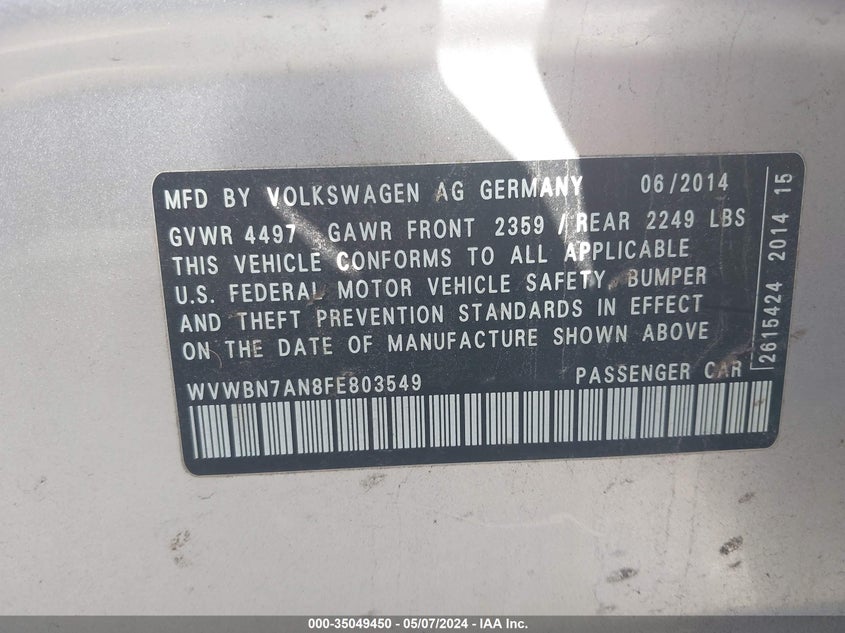 MFD BY VOLKSWAGEN AG GERMANY 06/2014
GVWR 4497 GAWR FRONT 2359 / REAR 2249 LBS
THIS VEHICLE CONFORMS TO ALL APPLICABLE
U.S. FEDERAL MOTOR VEHICLE SAFETY, BUMPER
AND THEFT PREVENTION STANDARDS IN EFFECT
ON THE DATE OF MANUFACTURE SHOWN ABOVE
WVWBN7AN8FE803549 PASSENGER CAR
2615424 2014 15
000-35049450 - 05/07/2024 - IAA Inc.